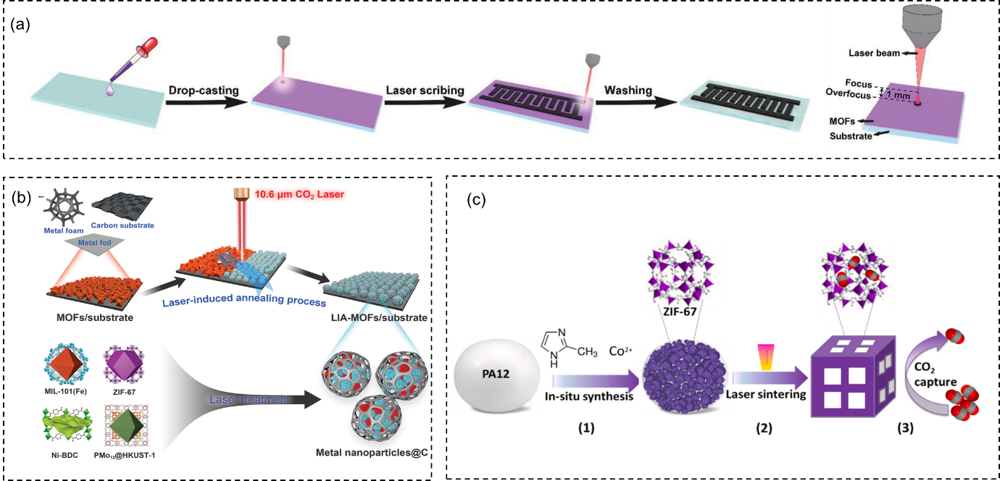 (a)
Drop-casting
Laser scribing
Washing
Laser beam
Focus
Overfocus
1 mm
MOFs
Substrate
(b)
10.6 µm CO₂ Laser
Metal foam
Carbon substrate
Metal foil
Laser-induced annealing process
MOFs/substrate
LIA-MOFs/substrate
MIL-101(Fe)
ZIF-67
Laser treatment
Ni-BDC
PMo₁₂@HKUST-1
Metal nanoparticles@C
(c)
ZIF-67
PA12
N
N
H
CH₃
Co²⁺
In-situ synthesis
Laser sintering
CO₂
capture
(1)
(2)
(3)